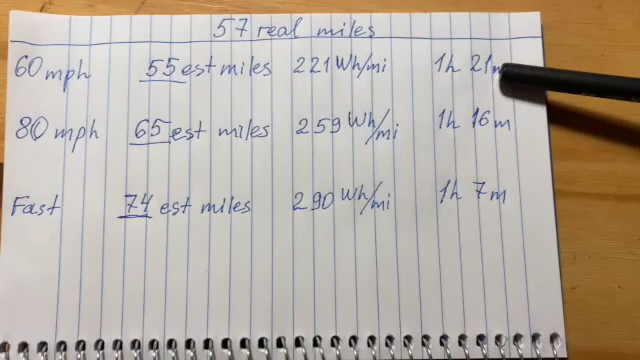 57 real miles
60 mph 55 est miles 221 Wh/mi 1h 21m
80 mph 65 est miles 259 Wh/mi 1h 16m
Fast 74 est miles 290 Wh/mi 1h 7m